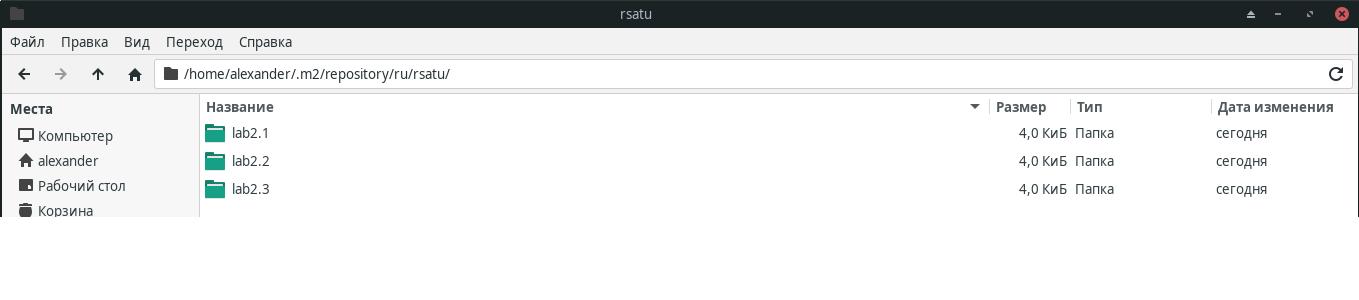 rsatu
Файл Правка Вид Переход Справка
/home/alexander/.m2/repository/ru/rsatu/
Места
Компьютер
alexander
Рабочий стол
Корзина
Название Размер Тип Дата изменения
lab2.1 4,0 КиБ Папка сегодня
lab2.2 4,0 КиБ Папка сегодня
lab2.3 4,0 КиБ Папка сегодня